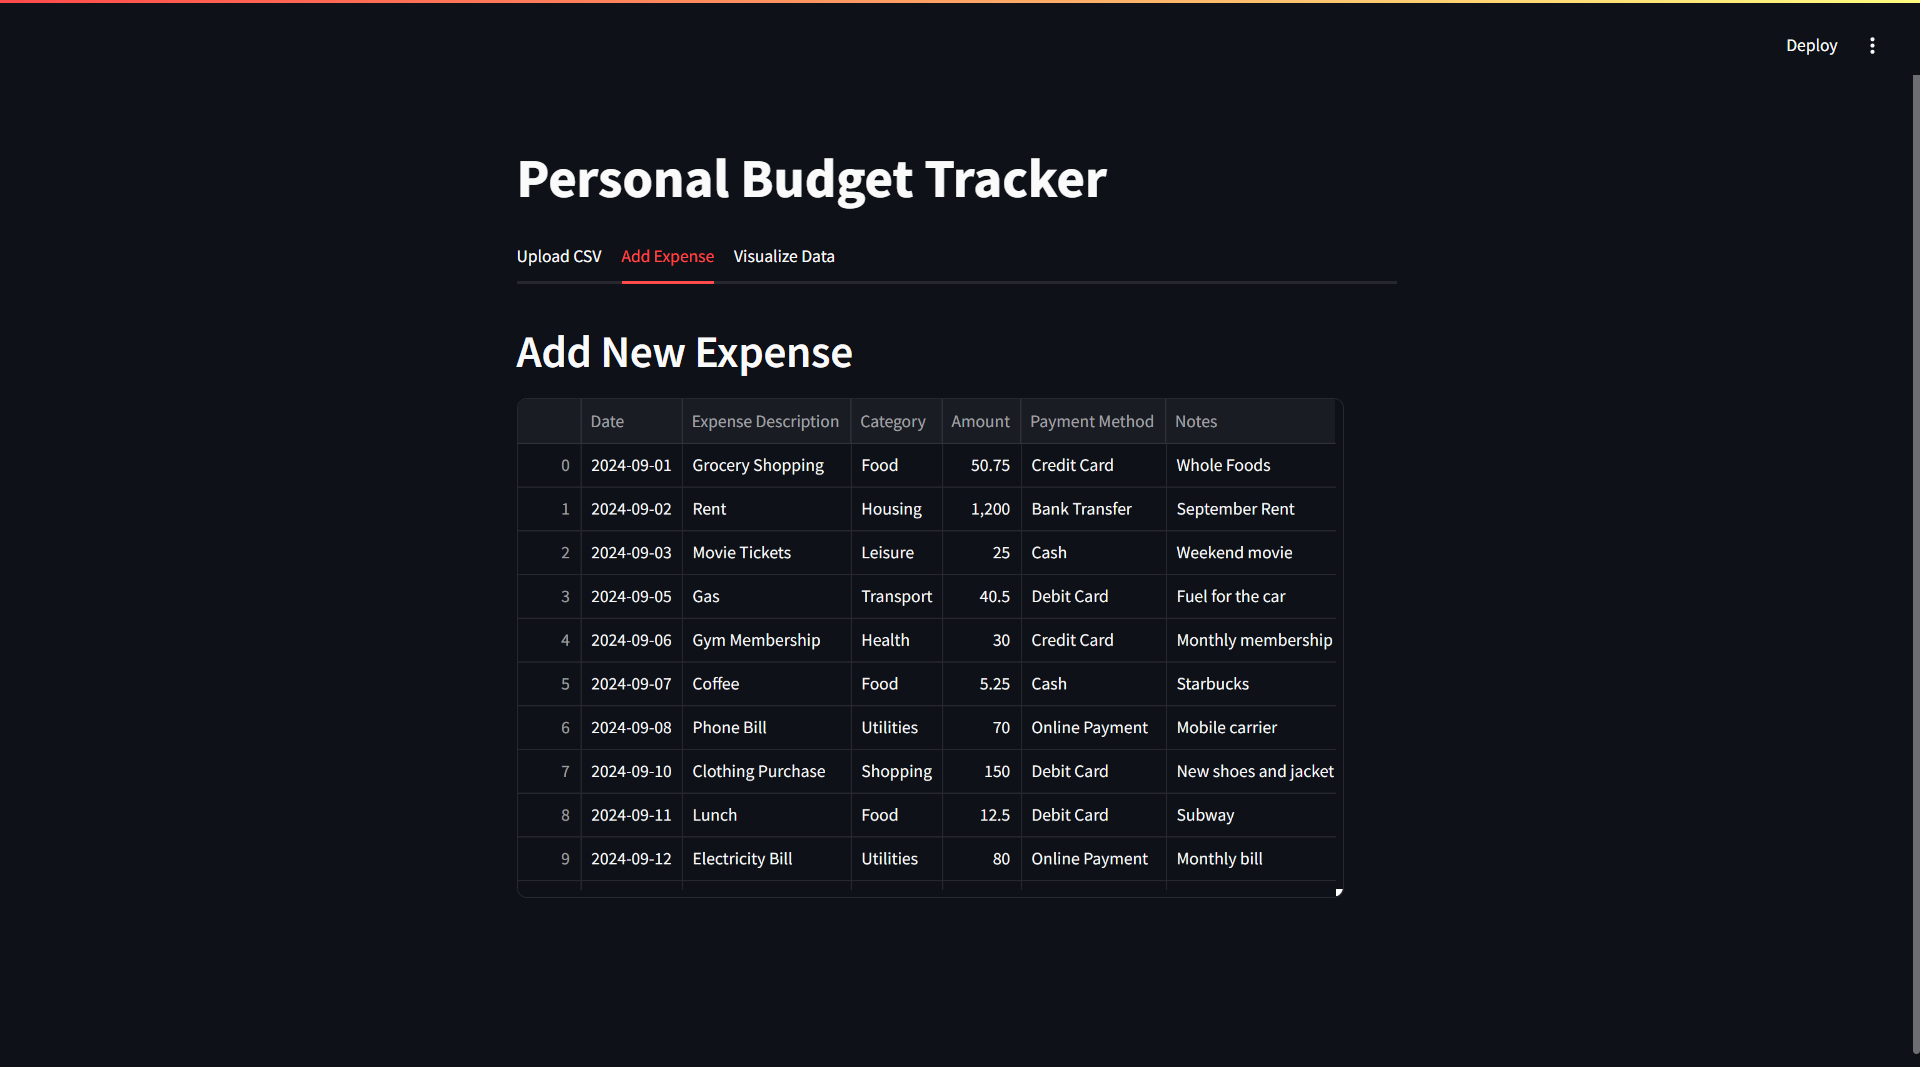 Deploy
Personal Budget Tracker
Upload CSV Add Expense Visualize Data
Add New Expense
Date Expense Description Category Amount Payment Method Notes
0 2024-09-01 Grocery Shopping Food 50.75 Credit Card Whole Foods
1 2024-09-02 Rent Housing 1,200 Bank Transfer September Rent
2 2024-09-03 Movie Tickets Leisure 25 Cash Weekend movie
3 2024-09-05 Gas Transport 40.5 Debit Card Fuel for the car
4 2024-09-06 Gym Membership Health 30 Credit Card Monthly membership
5 2024-09-07 Coffee Food 5.25 Cash Starbucks
6 2024-09-08 Phone Bill Utilities 70 Online Payment Mobile carrier
7 2024-09-10 Clothing Purchase Shopping 150 Debit Card New shoes and jacket
8 2024-09-11 Lunch Food 12.5 Debit Card Subway
9 2024-09-12 Electricity Bill Utilities 80 Online Payment Monthly bill